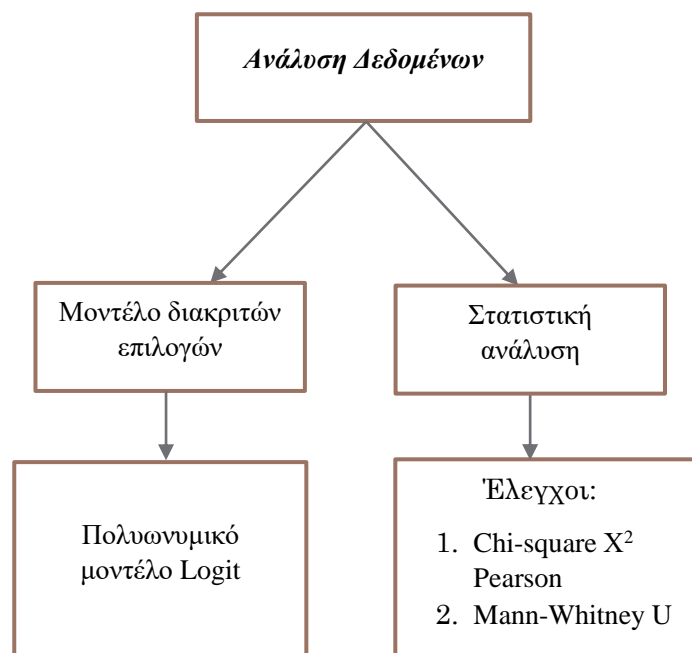 Ανάλυση Δεδομένων
Μοντέλο διακριτών
επιλογών
Στατιστική
ανάλυση
Πολυωνυμικό
μοντέλο Logit
Έλεγχοι:
1. Chi-square X²
Pearson
2. Mann-Whitney U